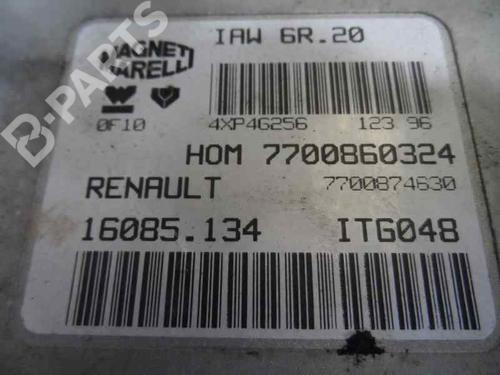 MAGNETI MARELLI
IAW 6R.20
0F10
4XP4G256 123 96
HOM 7700860324
RENAULT 7700874630
16085.134 ITG048
B-PARTS